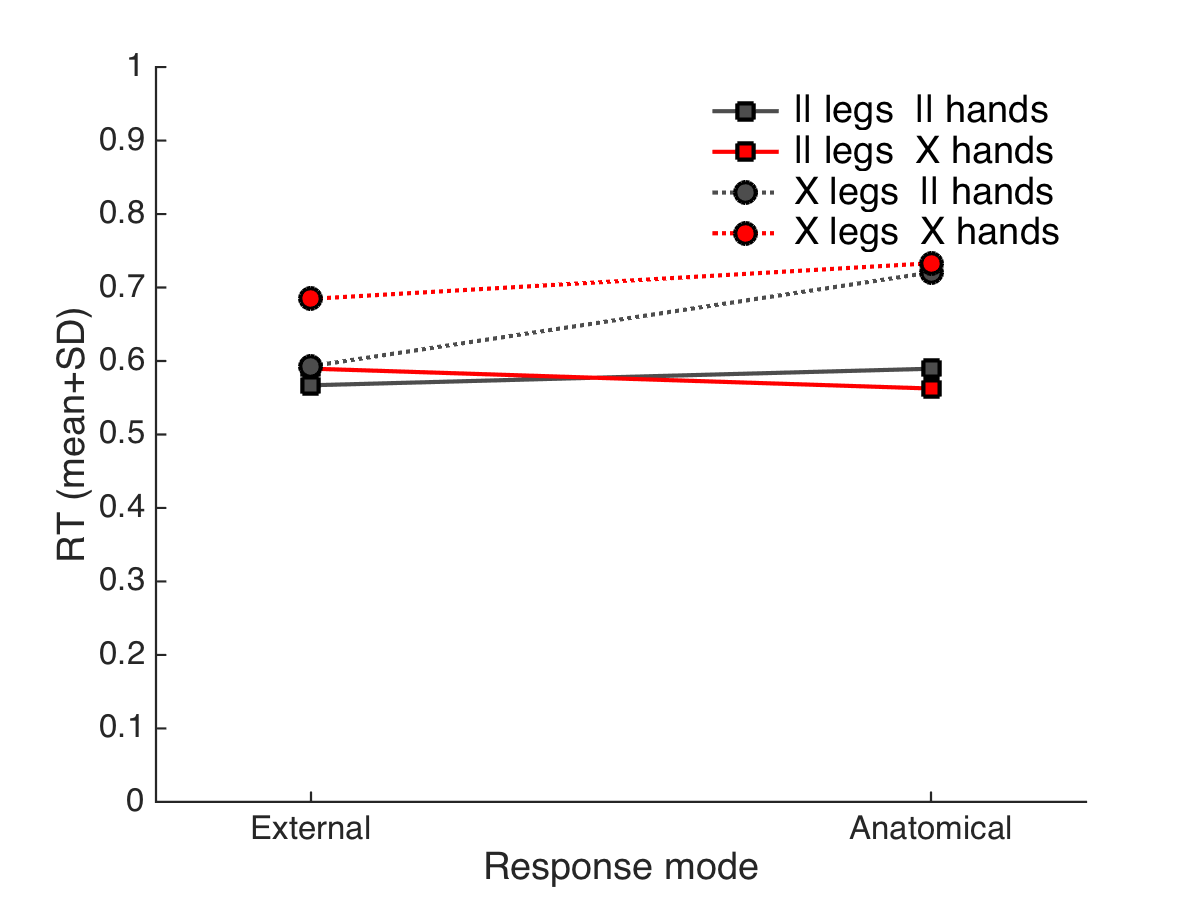 1
0.9
0.8
0.7
0.6
0.5
0.4
0.3
0.2
0.1
0
RT (mean+SD)
ll legs  ll hands
ll legs  X hands
X legs  ll hands
X legs  X hands
External
Anatomical
Response mode